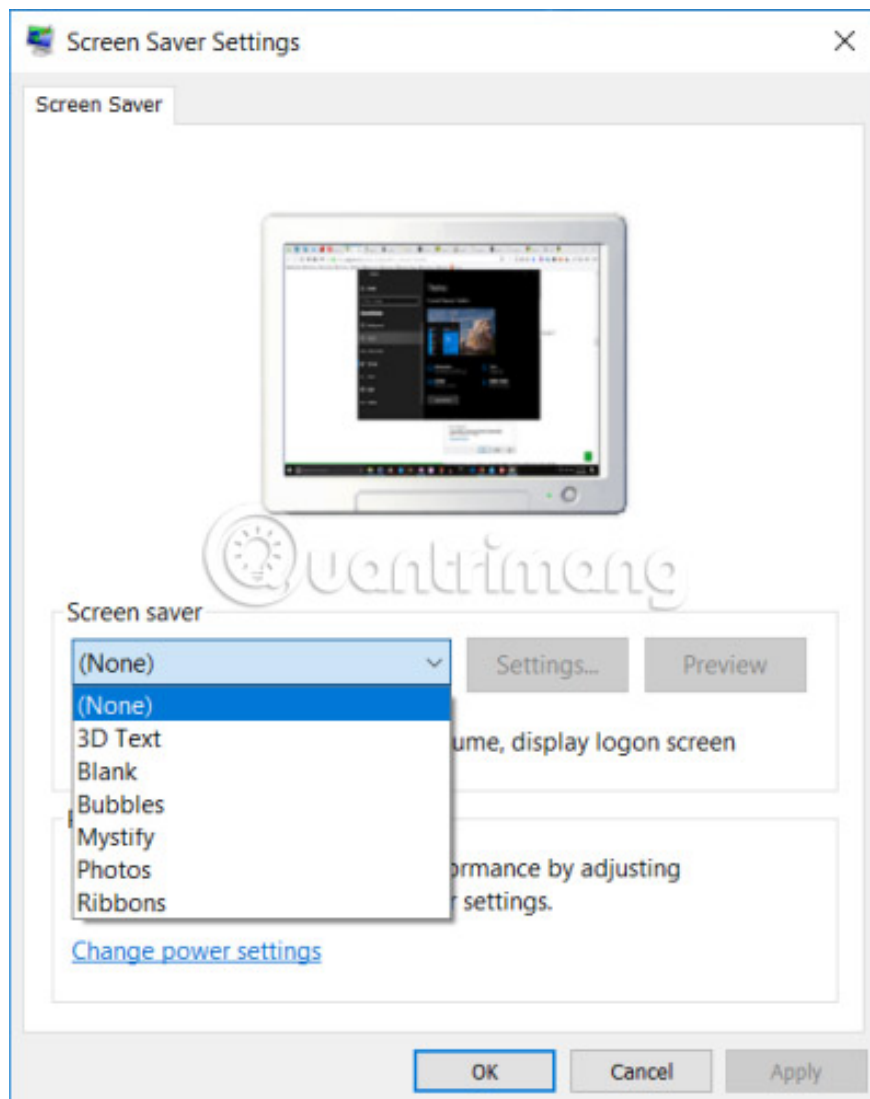 Screen Saver Settings
Screen Saver
Quantrimang
Screen saver
(None)
Settings...
Preview
(None)
3D Text
Blank
Bubbles
Mystify
Photos
Ribbons
ume, display logon screen
ormance by adjusting
r settings.
Change power settings
OK
Cancel
Apply